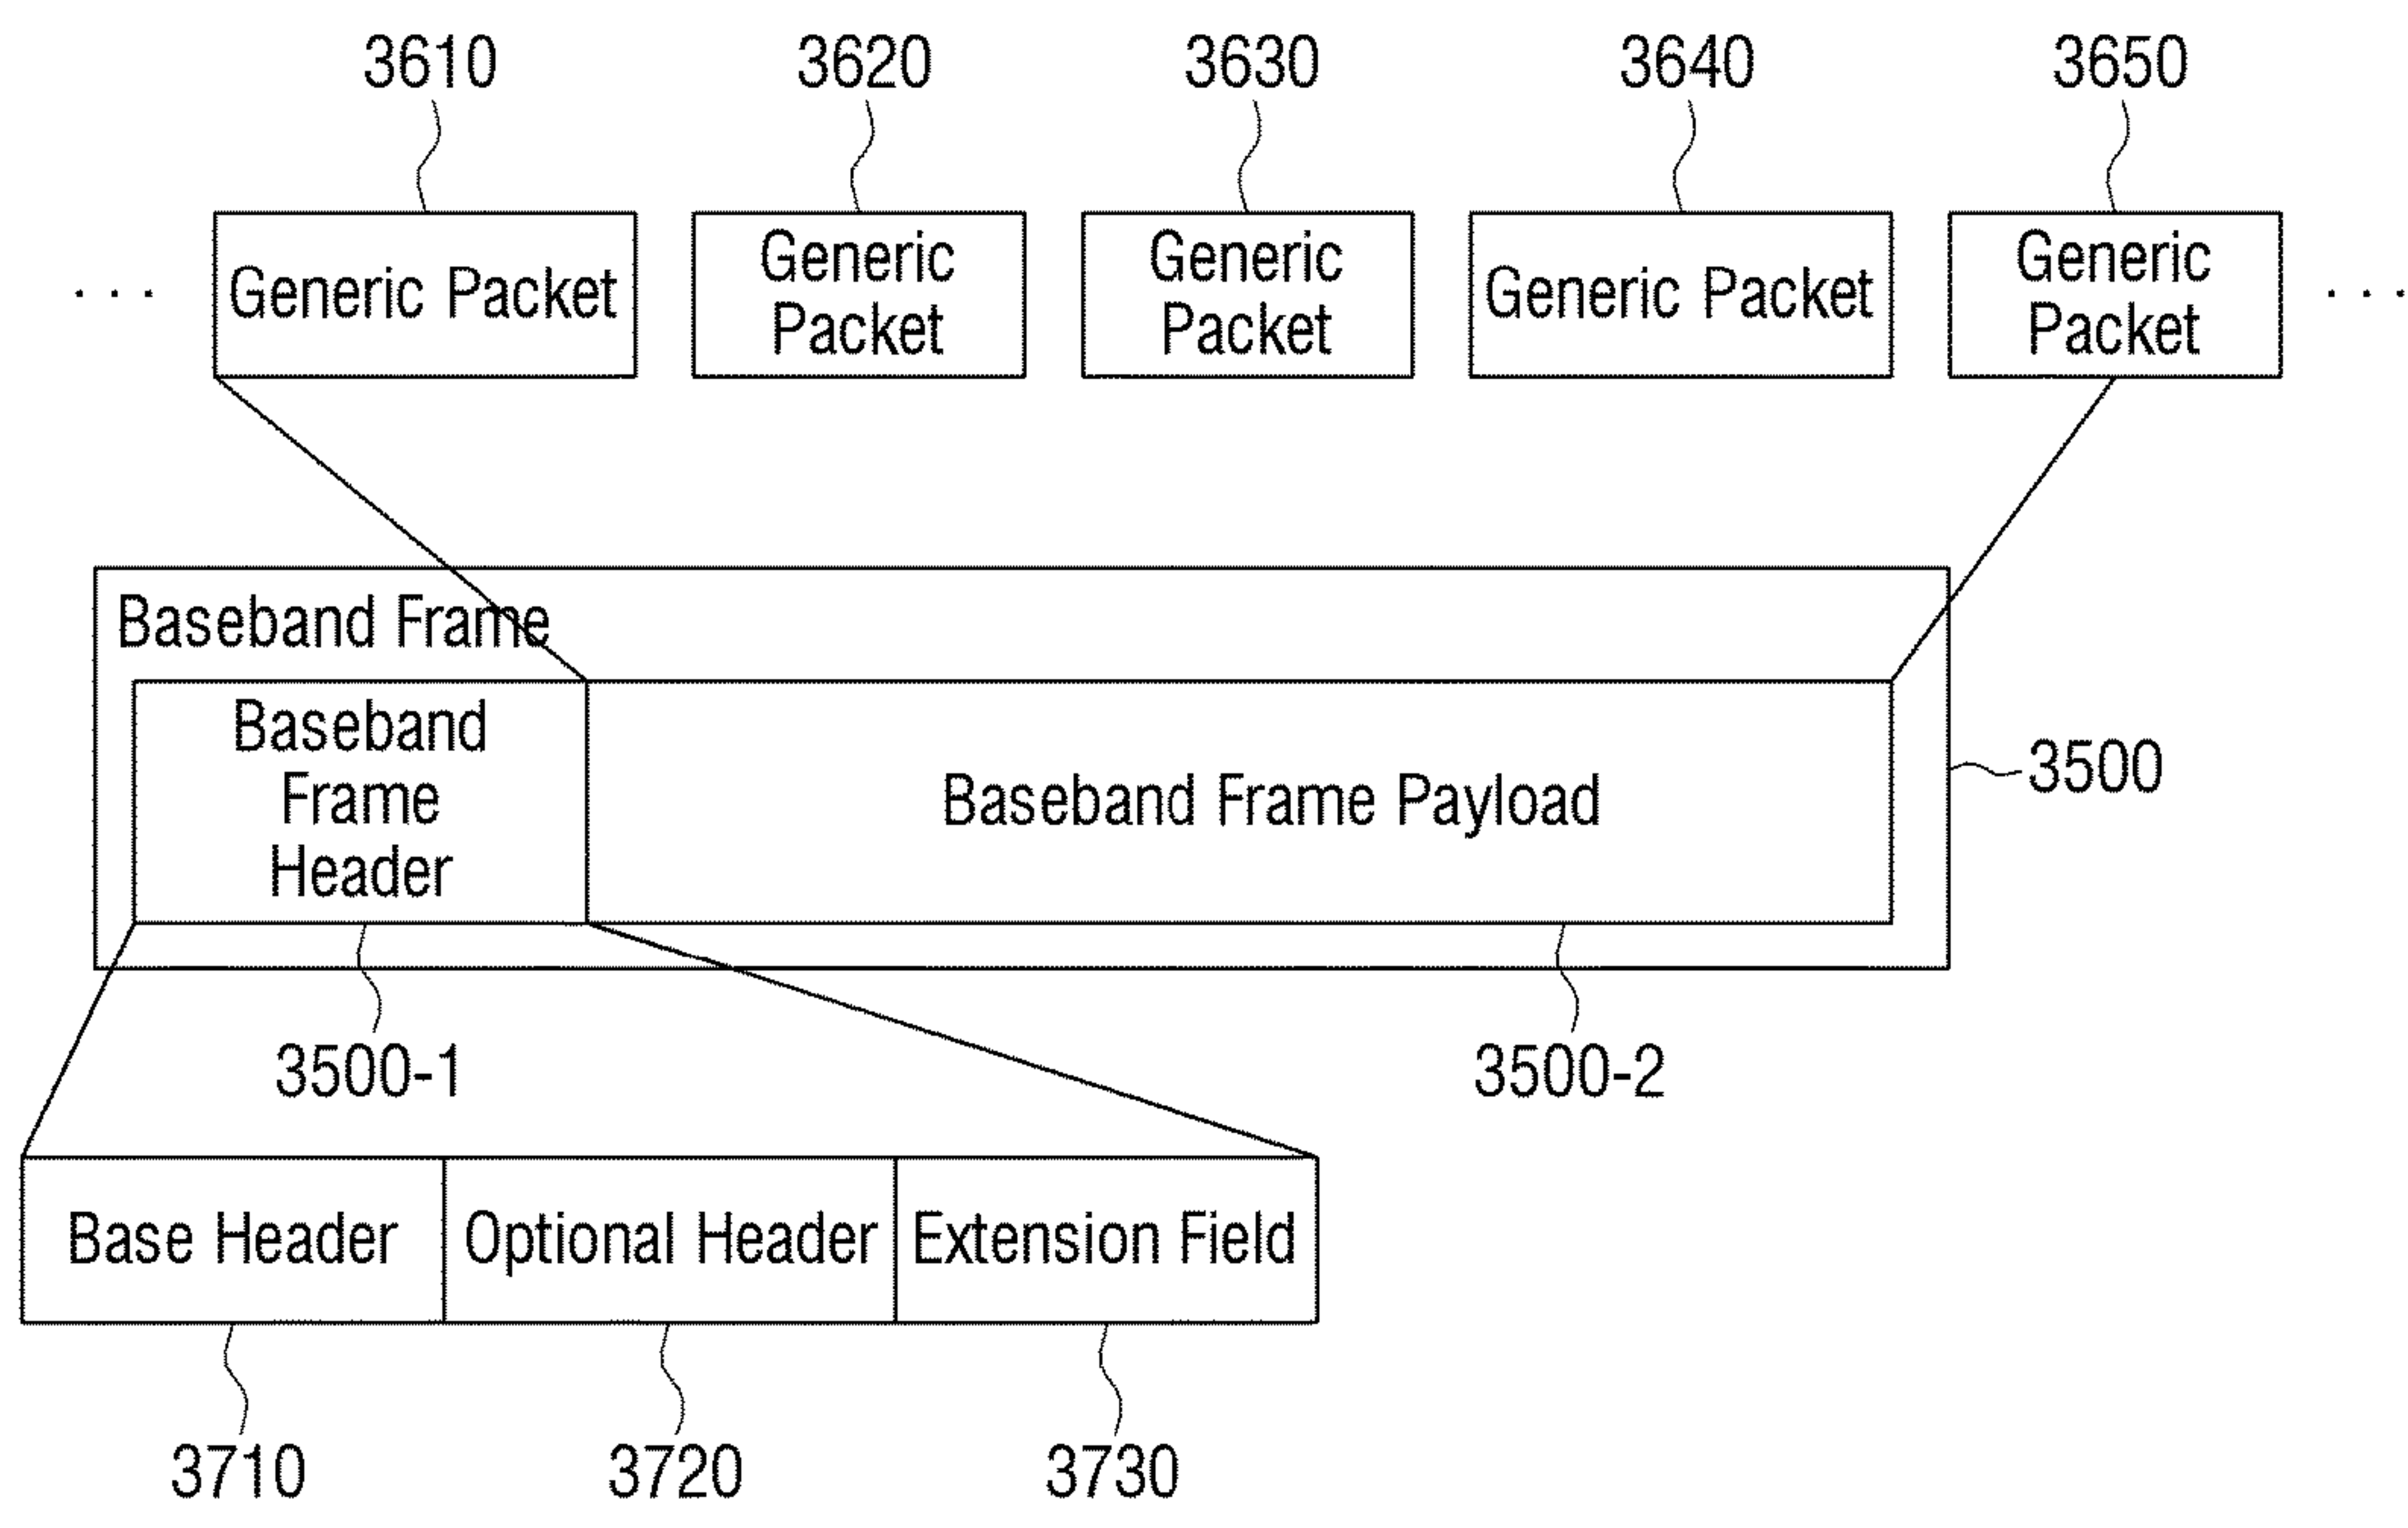 3610 3620 3630 3640 3650
. . . Generic Packet
Generic
Packet
Generic
Packet
Generic Packet
Generic
Packet
. . .
Baseband Frame
Baseband
Frame
Header
Baseband Frame Payload
3500
3500-1 3500-2
Base Header Optional Header Extension Field
3710 3720 3730